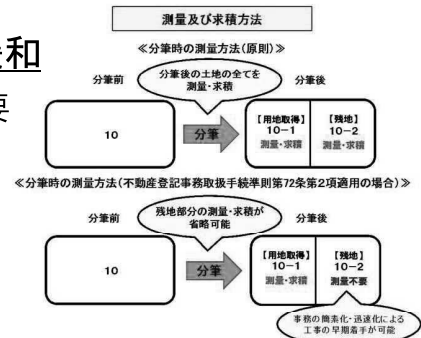 測量及び求積方法
緩和
要
≪分筆時の測量方法(原則)≫
分筆前
分筆後の土地の全てを
測量・求積
分筆後
10
分筆
【用地取得】
10-1
測量・求積
【残地】
10-2
測量・求積
≪分筆時の測量方法(不動産登記事務取扱手続準則第72条第2項適用の場合)≫
分筆前
残地部分の測量・求積が
省略可能
分筆後
10
分筆
【用地取得】
10-1
測量・求積
【残地】
10-2
測量不要
事務の簡素化・迅速化による
工事の早期着手が可能